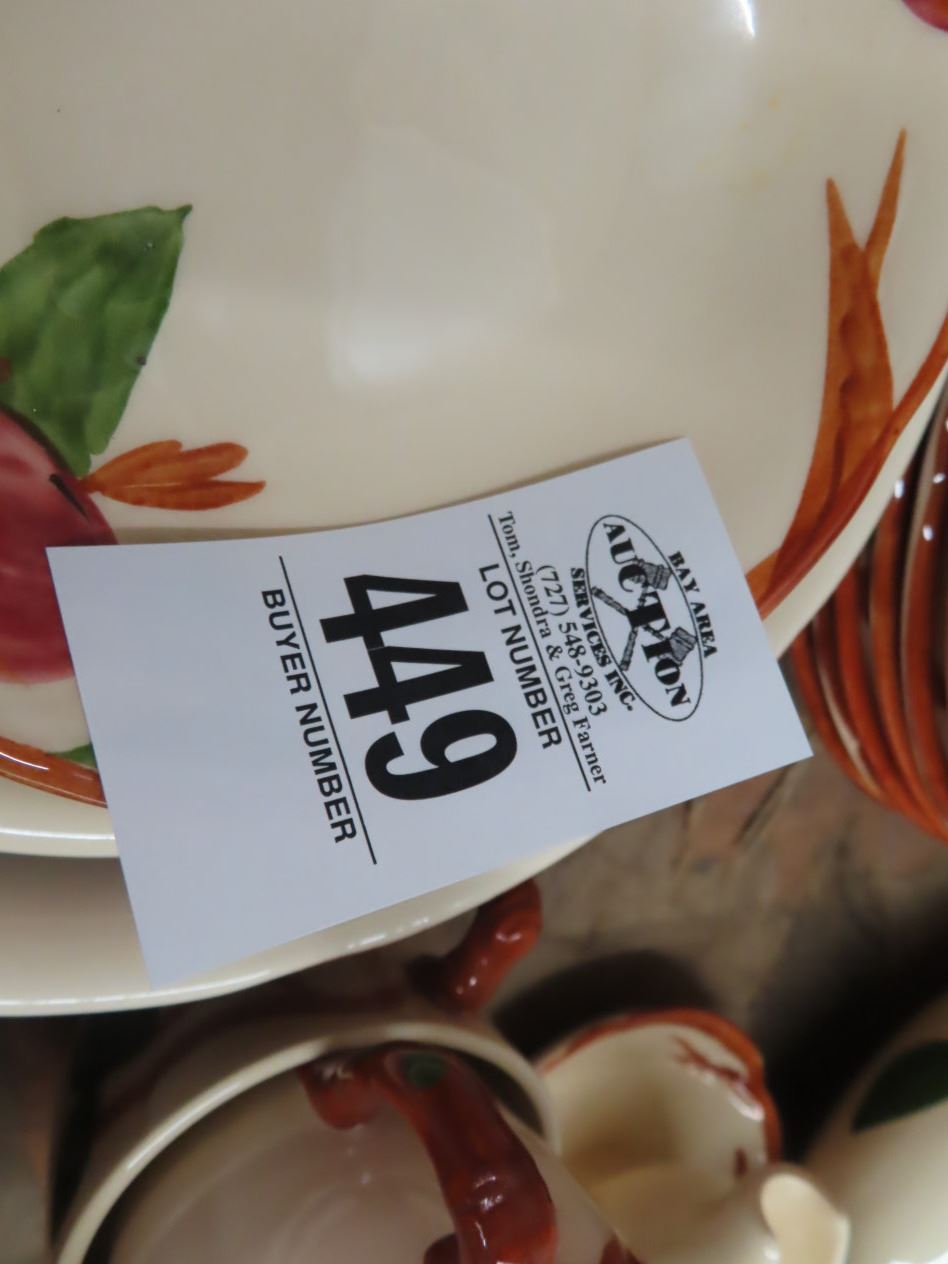 BAY AREA
AUCTION
SERVICES INC.
(727) 548-9303
Tom, Shondra & Greg Farner
LOT NUMBER
449
BUYER NUMBER